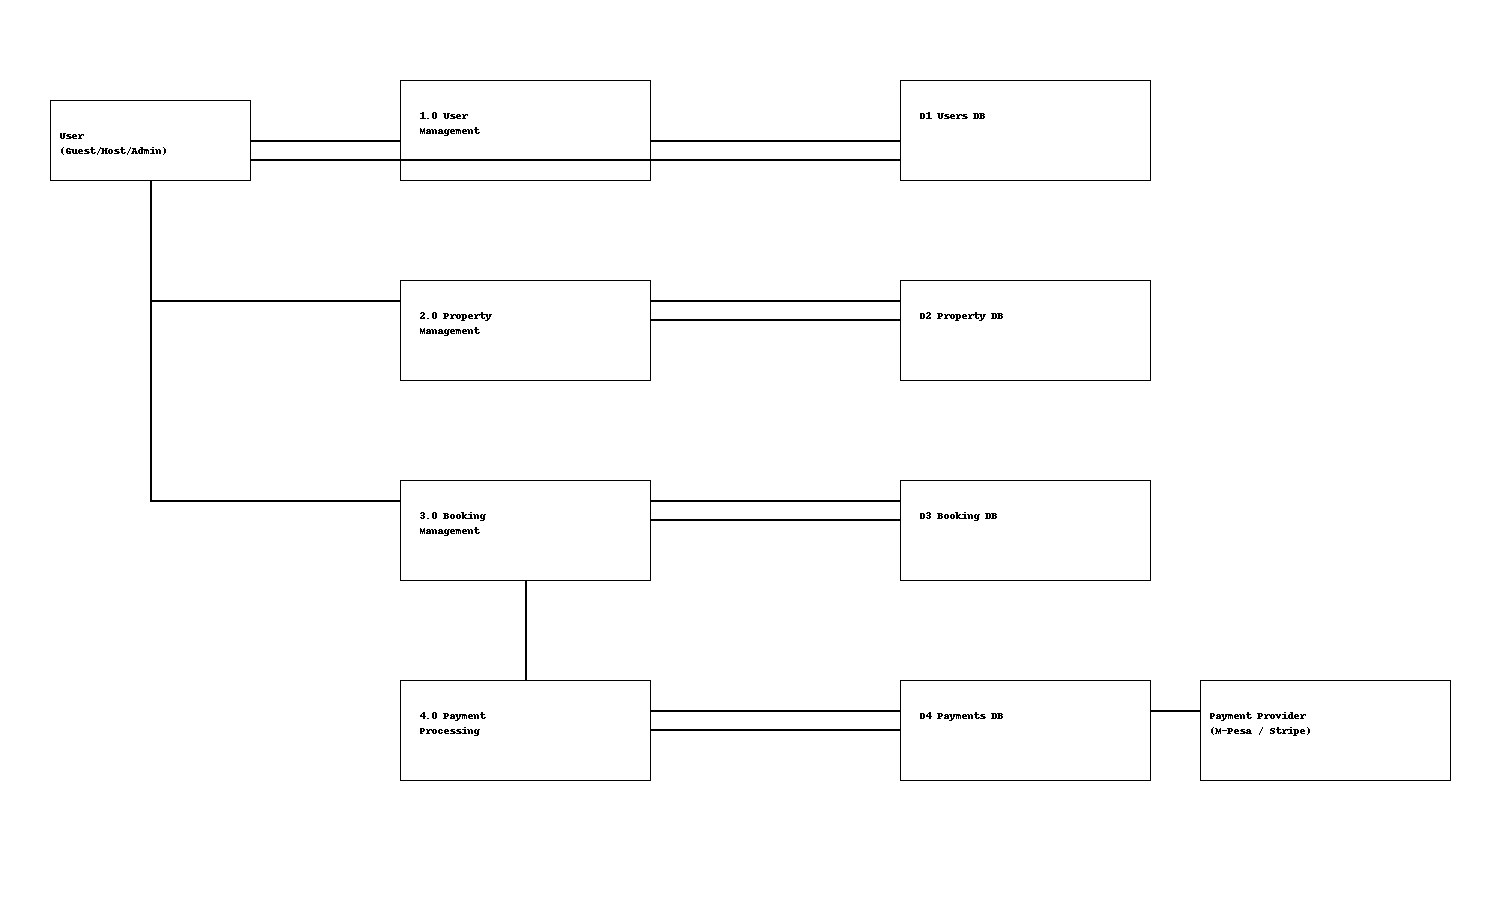 User
(Guest/Host/Admin)
1.0 User
Management
D1 Users DB
2.0 Property
Management
D2 Property DB
3.0 Booking
Management
D3 Booking DB
4.0 Payment
Processing
D4 Payments DB
Payment Provider
(M-Pesa / Stripe)